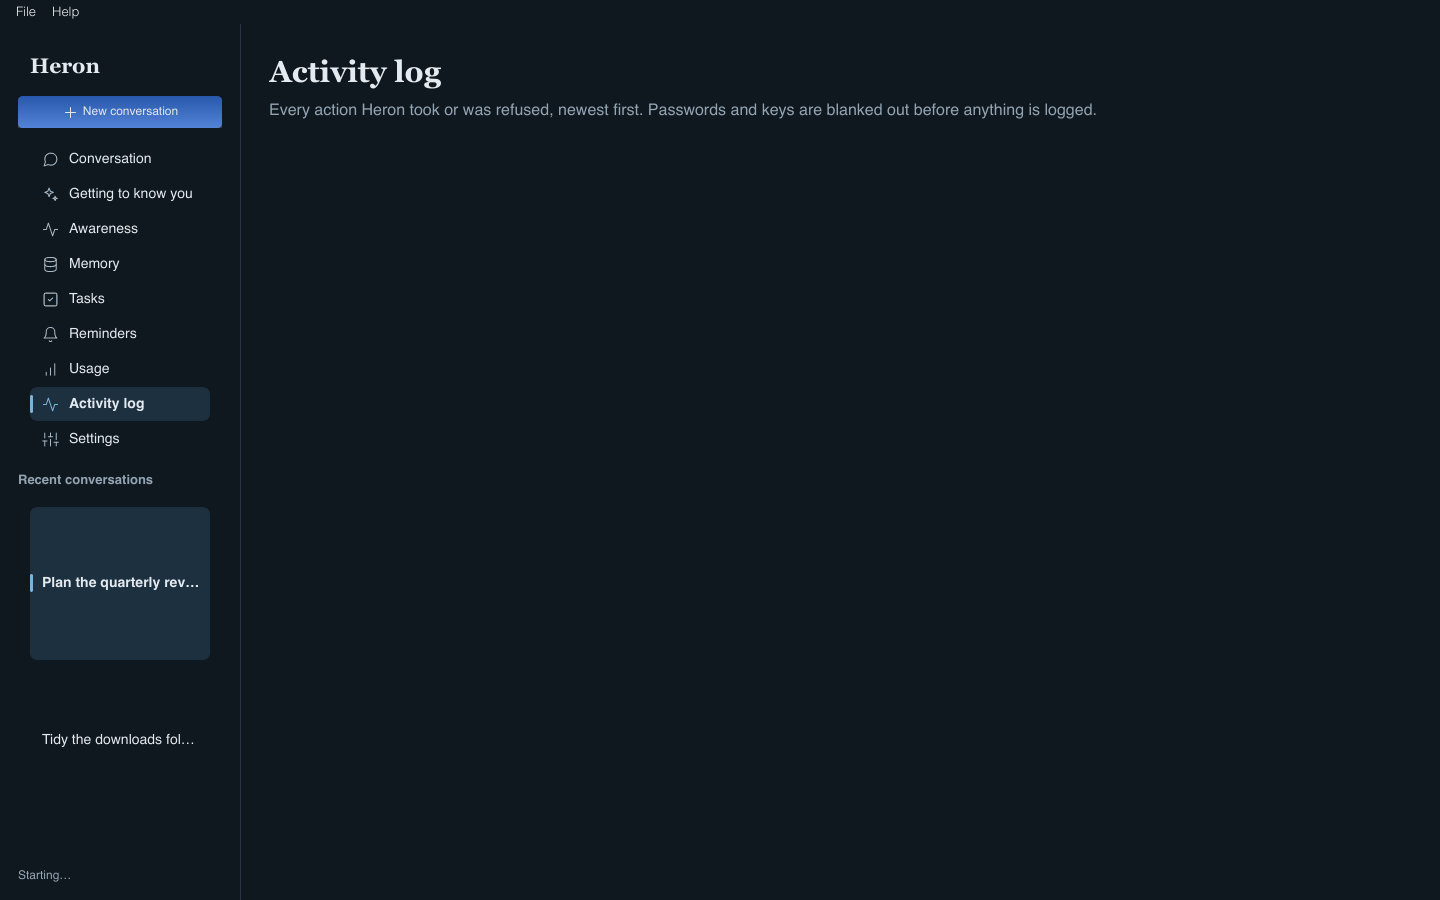 File Help
Heron
New conversation
Conversation
Getting to know you
Awareness
Memory
Tasks
Reminders
Usage
Activity log
Settings
Recent conversations
Plan the quarterly rev…
Tidy the downloads fol…
Starting…
Activity log
Every action Heron took or was refused, newest first. Passwords and keys are blanked out before anything is logged.